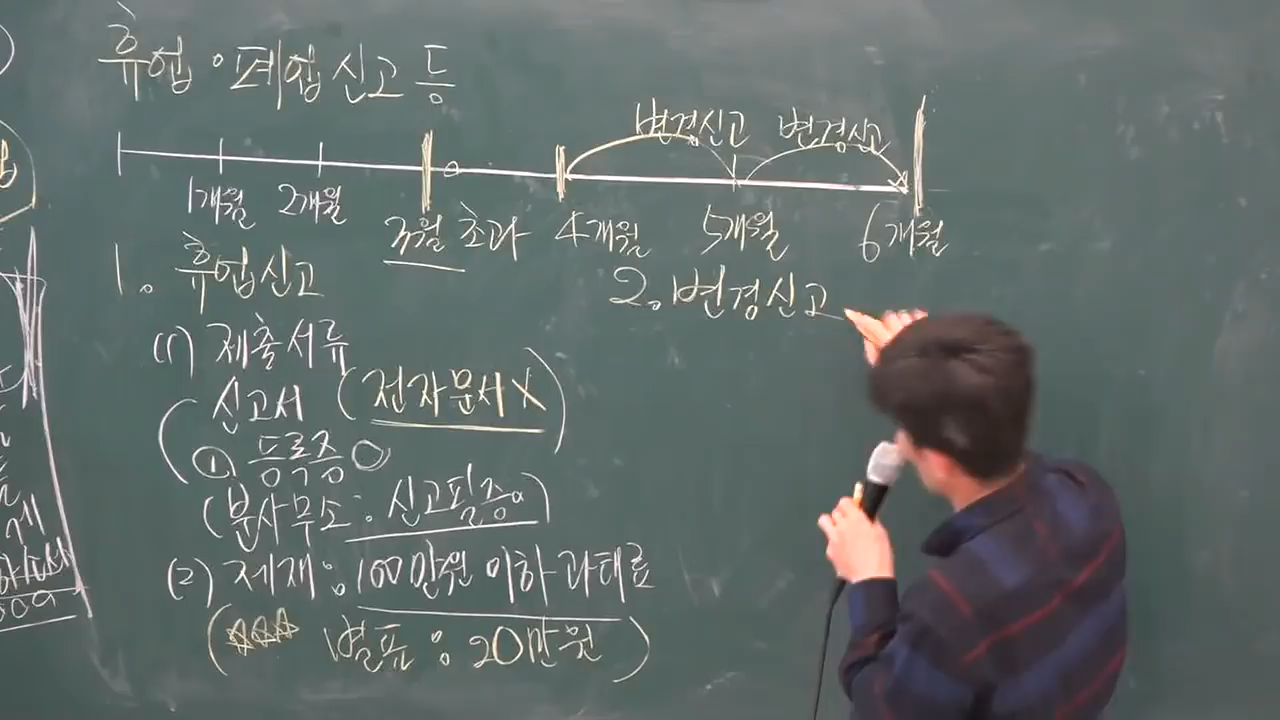 휴업·폐업신고 등
변경신고 변경신고
1개월 2개월 3월 초과 4개월 5개월 6개월
1. 휴업신고
2. 변경신고
(1) 제출서류
신고서 (전자문서X)
① 등록증
(분사무소: 신고필증)
(2) 제재: 100만원 이하 과태료
(☆☆☆ 별표: 20만원)